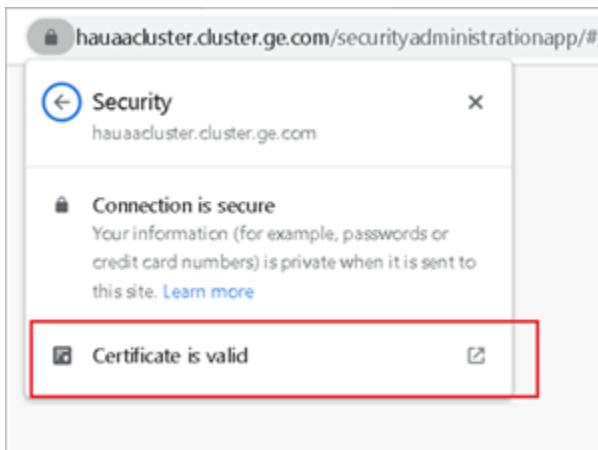 hauaacluster.cluster.ge.com/securityadministrationapp/#
Security
hauaacluster.cluster.ge.com
Connection is secure
Your information (for example, passwords or
credit card numbers) is private when it is sent to
this site. Learn more
Certificate is valid